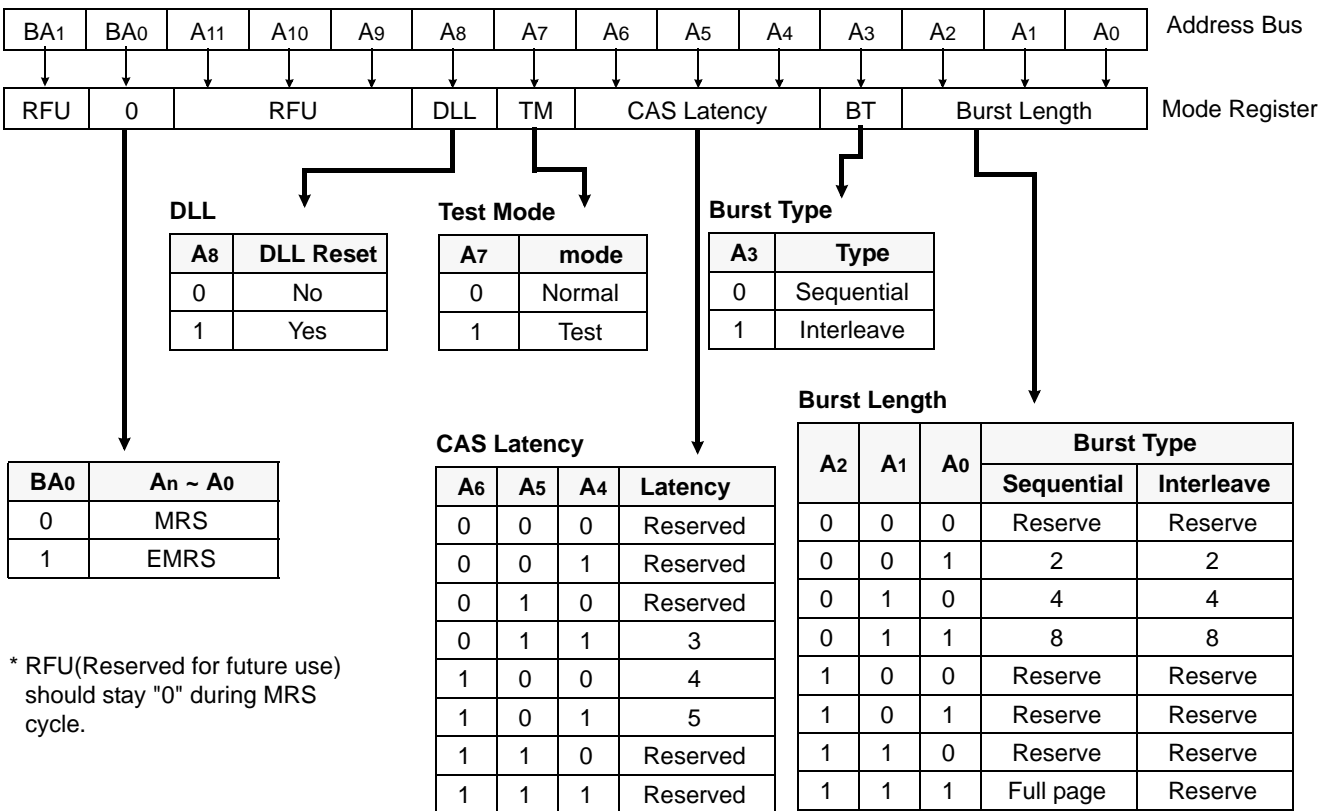 BA1 BA0 A11 A10 A9 A8 A7 A6 A5 A4 A3 A2 A1 A0 Address Bus
RFU 0 RFU DLL TM CAS Latency BT Burst Length Mode Register
DLL
A8 DLL Reset
0 No
1 Yes
Test Mode
A7 mode
0 Normal
1 Test
Burst Type
A3 Type
0 Sequential
1 Interleave
BA0 An ~ A0
0 MRS
1 EMRS
* RFU(Reserved for future use)
should stay "0" during MRS
cycle.
CAS Latency
A6 A5 A4 Latency
0 0 0 Reserved
0 0 1 Reserved
0 1 0 Reserved
0 1 1 3
1 0 0 4
1 0 1 5
1 1 0 Reserved
1 1 1 Reserved
Burst Length
A2 A1 A0 Burst Type
Sequential Interleave
0 0 0 Reserve Reserve
0 0 1 2 2
0 1 0 4 4
0 1 1 8 8
1 0 0 Reserve Reserve
1 0 1 Reserve Reserve
1 1 0 Reserve Reserve
1 1 1 Full page Reserve